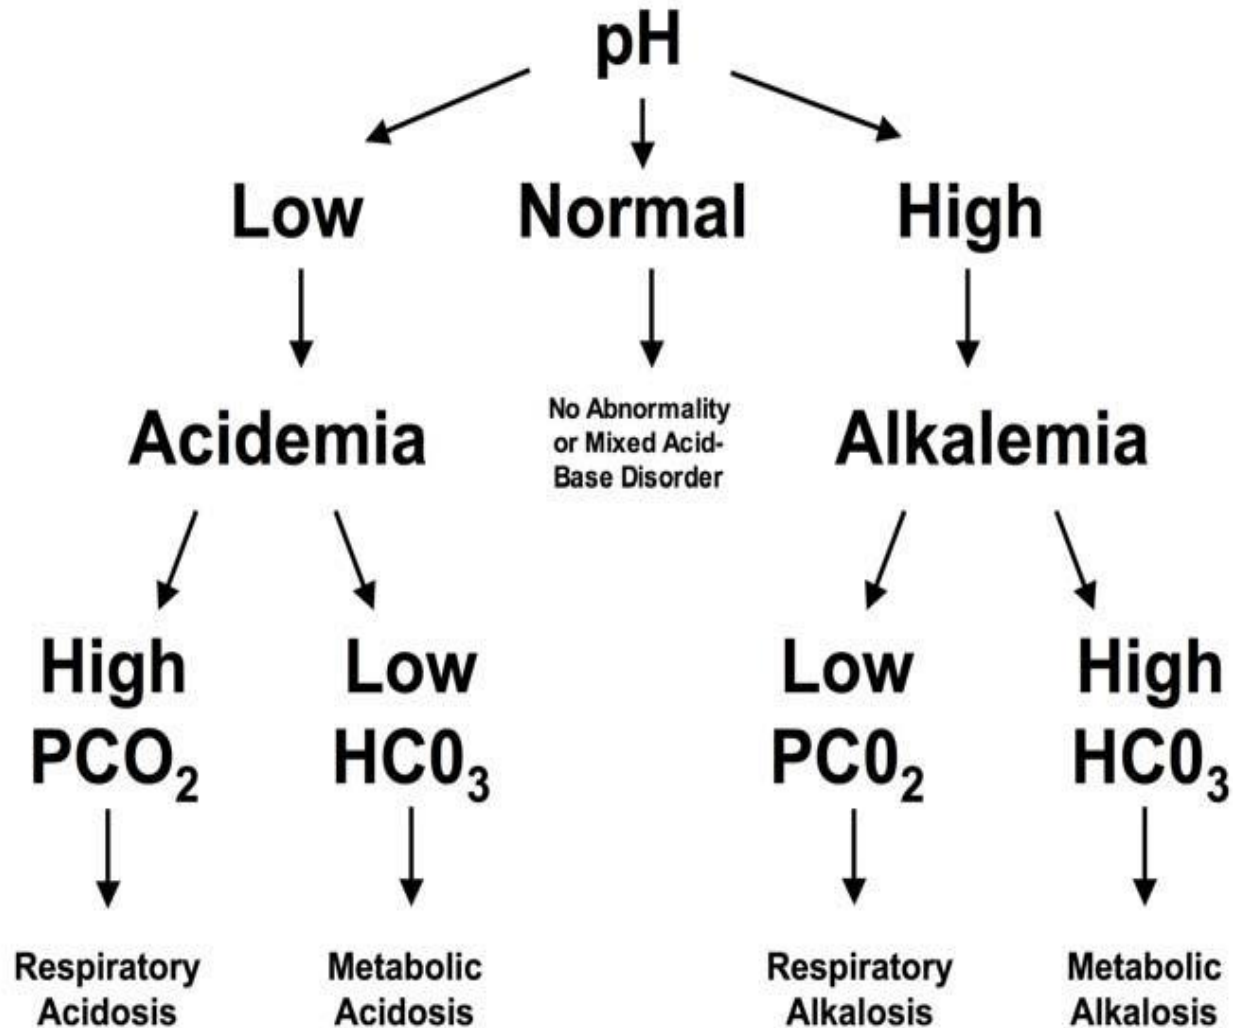 pH
Low Normal High
Acidemia
No Abnormality
or Mixed Acid-
Base Disorder
Alkalemia
High
PCO₂
Low
HC0₃
Low
PC0₂
High
HC0₃
Respiratory
Acidosis
Metabolic
Acidosis
Respiratory
Alkalosis
Metabolic
Alkalosis